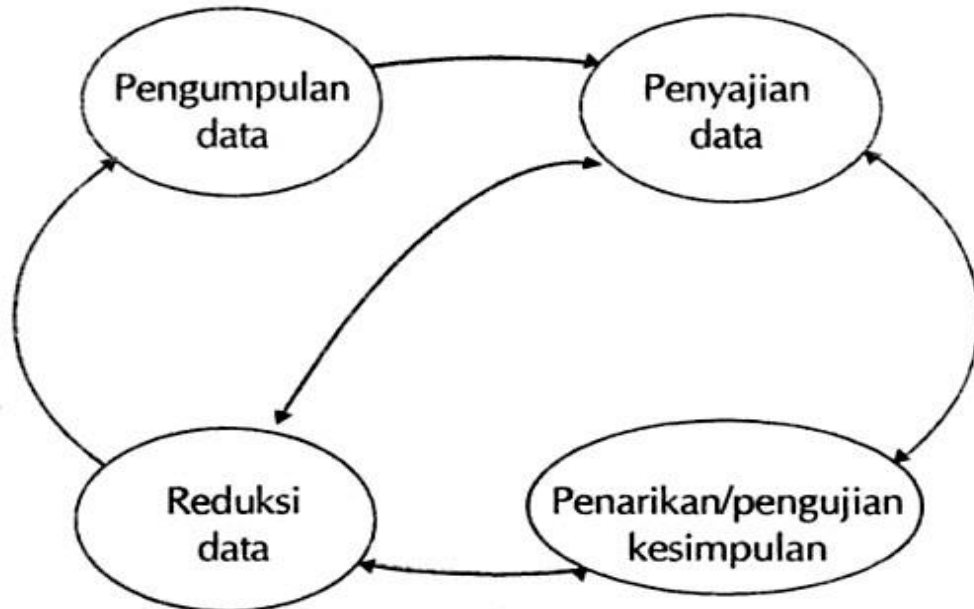 Pengumpulan
data
Penyajian
data
Reduksi
data
Penarikan/pengujian
kesimpulan